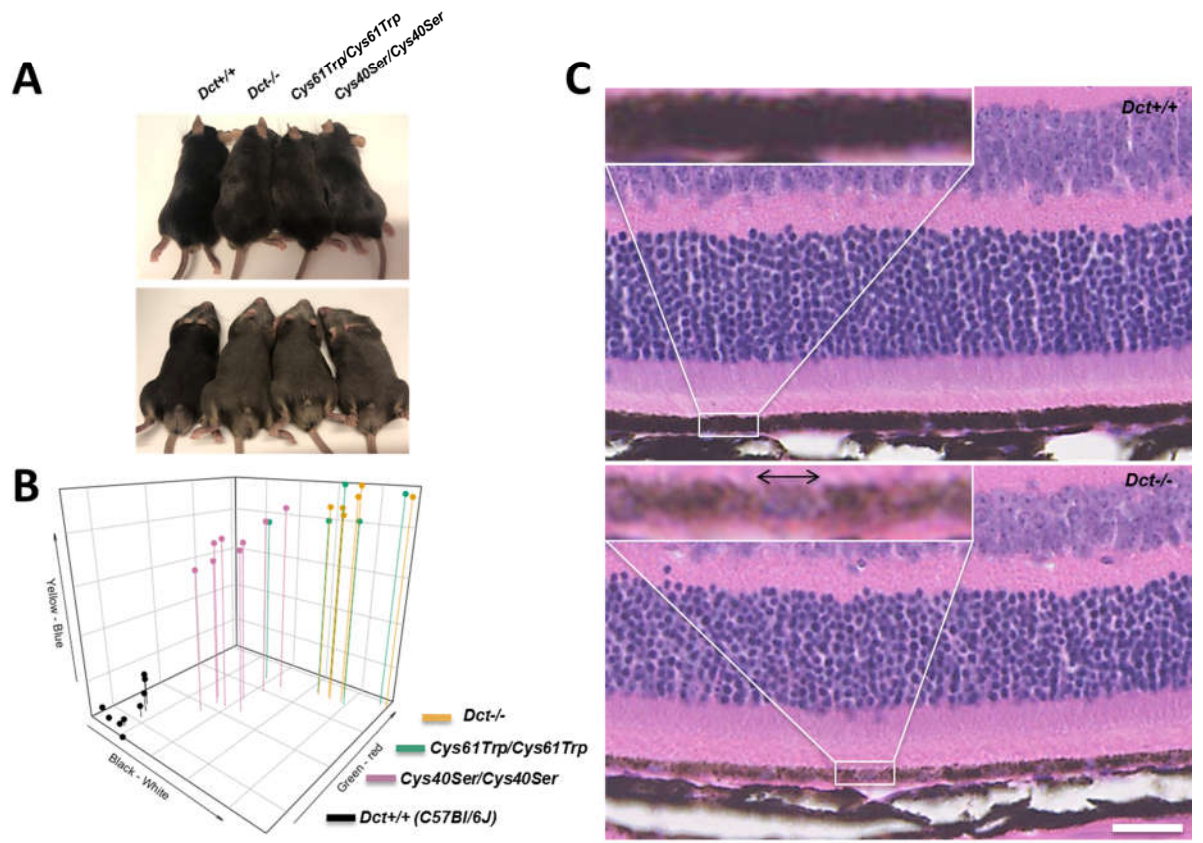 A
Dct+/+
Dct-/-
Cys61Trp/Cys61Trp
Cys40Ser/Cys40Ser
B
Yellow - Blue
Black - White
Green - red
Dct-/-
Cys61Trp/Cys61Trp
Cys40Ser/Cys40Ser
Dct+/+ (C57Bl/6J)
C
Dct+/+
Dct-/-